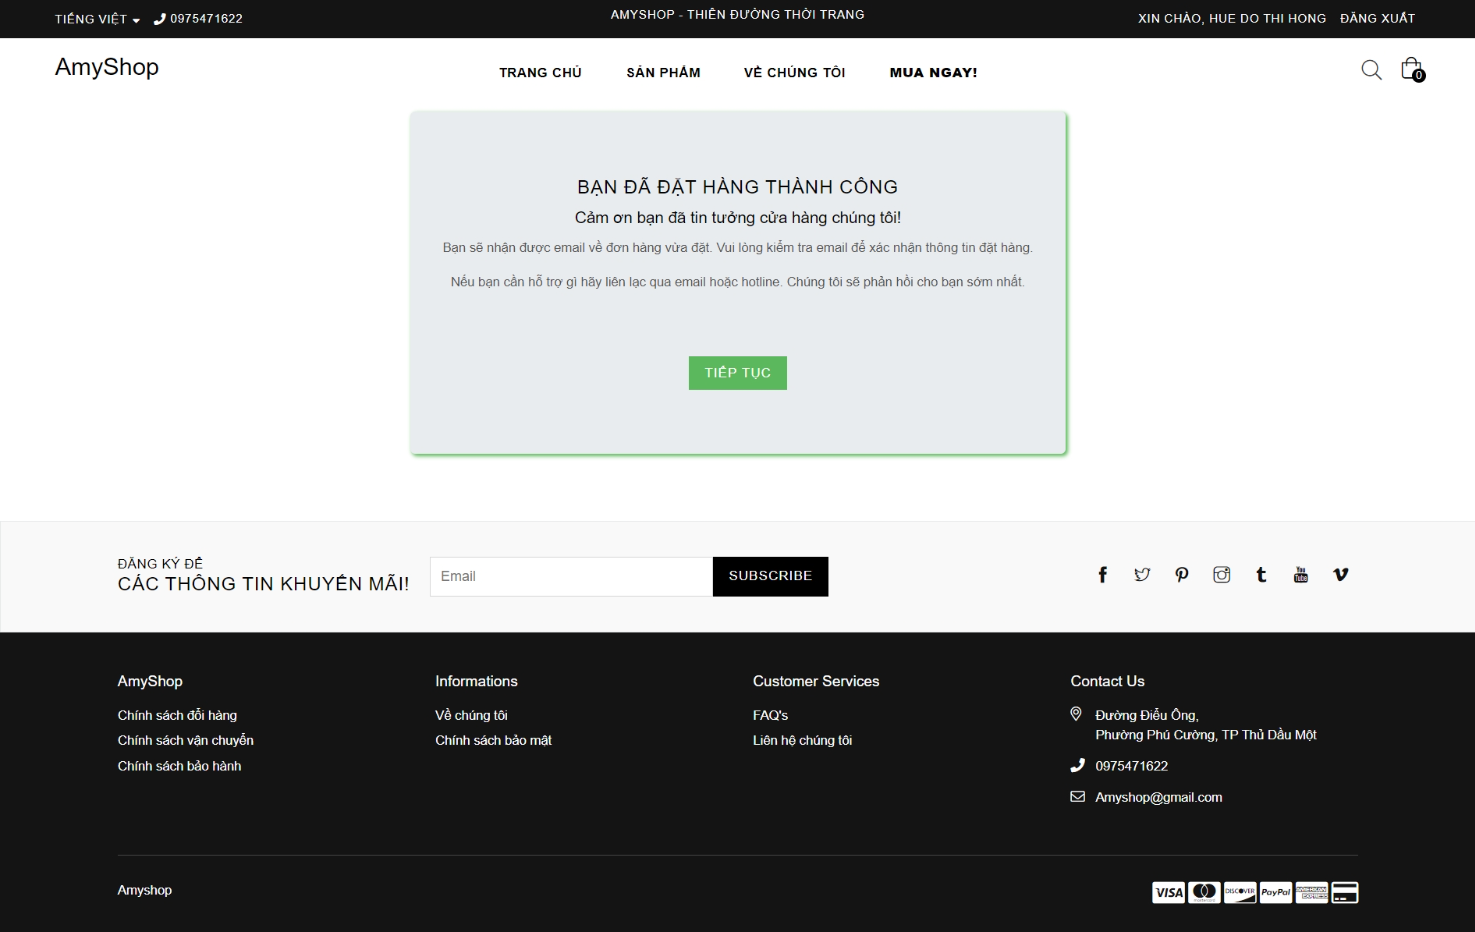 TIẾNG VIỆT
0975471622
AMYSHOP - THIÊN ĐƯỜNG THỜI TRANG
XIN CHÀO, HUE DO THI HONG
ĐĂNG XUẤT
AmyShop
TRANG CHỦ
SẢN PHẨM
VỀ CHÚNG TÔI
MUA NGAY!
0
BẠN ĐÃ ĐẶT HÀNG THÀNH CÔNG
Cảm ơn bạn đã tin tưởng cửa hàng chúng tôi!
Bạn sẽ nhận được email về đơn hàng vừa đặt. Vui lòng kiểm tra email để xác nhận thông tin đặt hàng.
Nếu bạn cần hỗ trợ gì hãy liên lạc qua email hoặc hotline. Chúng tôi sẽ phản hồi cho bạn sớm nhất.
TIẾP TỤC
ĐĂNG KÝ ĐỂ
CÁC THÔNG TIN KHUYẾN MÃI!
Email
SUBSCRIBE
You Tube
AmyShop
Chính sách đổi hàng
Chính sách vận chuyển
Chính sách bảo hành
Informations
Về chúng tôi
Chính sách bảo mật
Customer Services
FAQ's
Liên hệ chúng tôi
Contact Us
Đường Điểu Ông,
Phường Phú Cường, TP Thủ Dầu Một
0975471622
Amyshop@gmail.com
Amyshop
VISA
DISCOVER
PayPal
AMERICAN EXPRESS